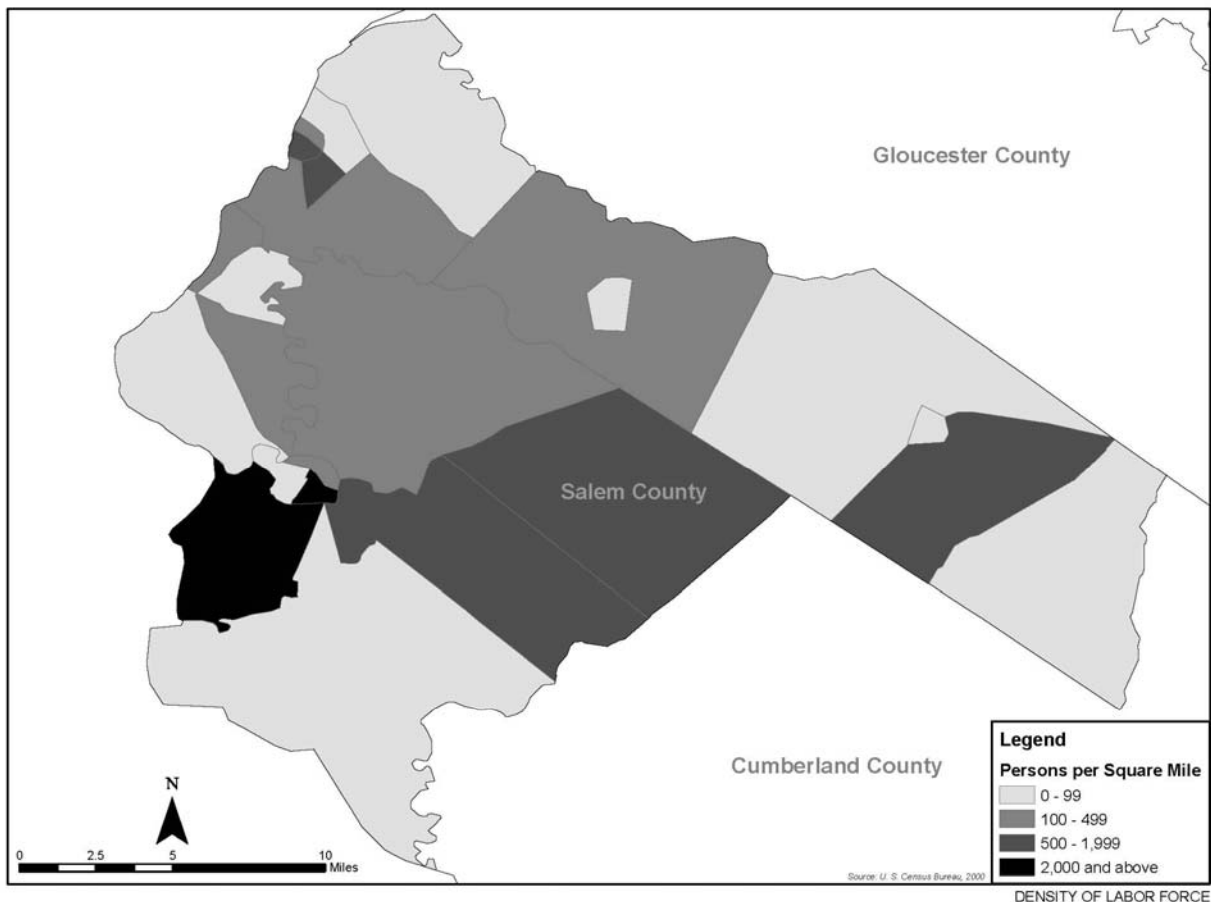 Gloucester County
Salem County
Cumberland County
N
0 2.5 5 10
Miles
Legend
Persons per Square Mile
0 - 99
100 - 499
500 - 1,999
2,000 and above
Source: U. S. Census Bureau, 2000
DENSITY OF LABOR FORCE